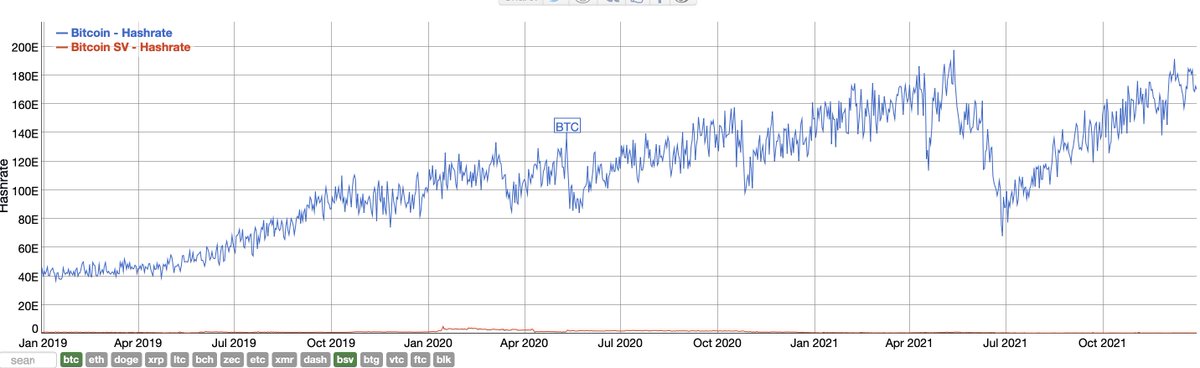 Bitcoin - Hashrate
Bitcoin SV - Hashrate
200E
180E
160E
140E
120E
100E
80E
60E
40E
20E
0
Hashrate
BTC
Jan 2019 Apr 2019 Jul 2019 Oct 2019 Jan 2020 Apr 2020 Jul 2020 Oct 2020 Jan 2021 Apr 2021 Jul 2021 Oct 2021
sear btc eth doge xrp ltc bch zec etc xmr dash bsv btg vtc ftc blk